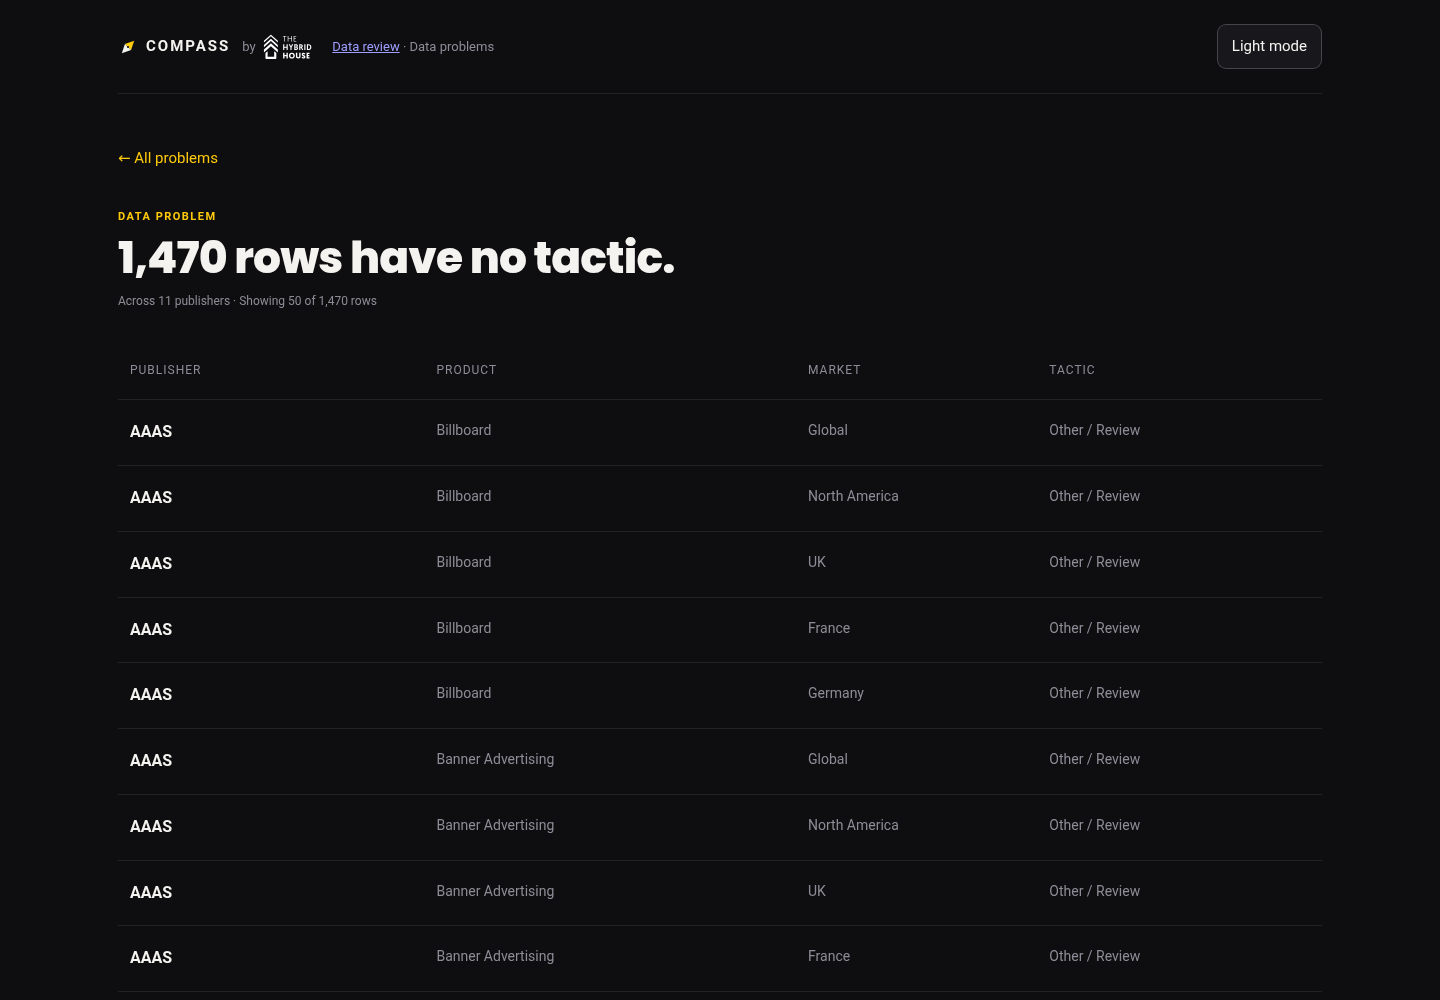 COMPASS by THE HYBRID HOUSE Data review · Data problems Light mode
← All problems
DATA PROBLEM
1,470 rows have no tactic.
Across 11 publishers · Showing 50 of 1,470 rows
PUBLISHER PRODUCT MARKET TACTIC
AAAS Billboard Global Other / Review
AAAS Billboard North America Other / Review
AAAS Billboard UK Other / Review
AAAS Billboard France Other / Review
AAAS Billboard Germany Other / Review
AAAS Banner Advertising Global Other / Review
AAAS Banner Advertising North America Other / Review
AAAS Banner Advertising UK Other / Review
AAAS Banner Advertising France Other / Review